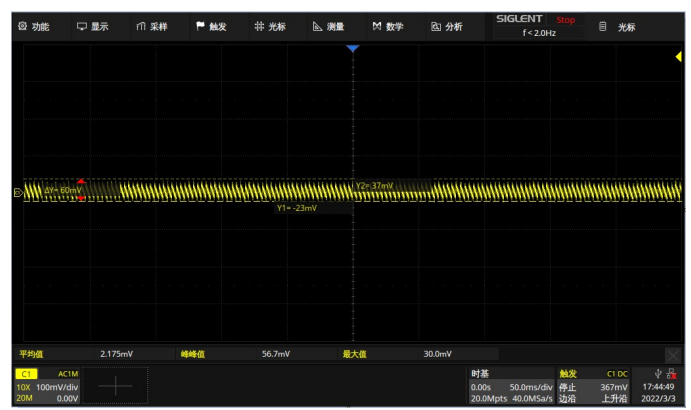 功能 显示 采样 触发 光标 测量 数学 分析 SIGLENT Stop 光标
f < 2.0Hz
ΔY= 60mV
Y2= 37mV
Y1= -23mV
平均值 2.175mV 峰峰值 56.7mV 最大值 30.0mV
C1 AC1M 时基 触发 C1 DC
10X 100mV/div 0.00s 50.0ms/div 停止 367mV 17:44:49
20M 0.00V 20.0Mpts 40.0MSa/s 边沿 上升沿 2022/3/3